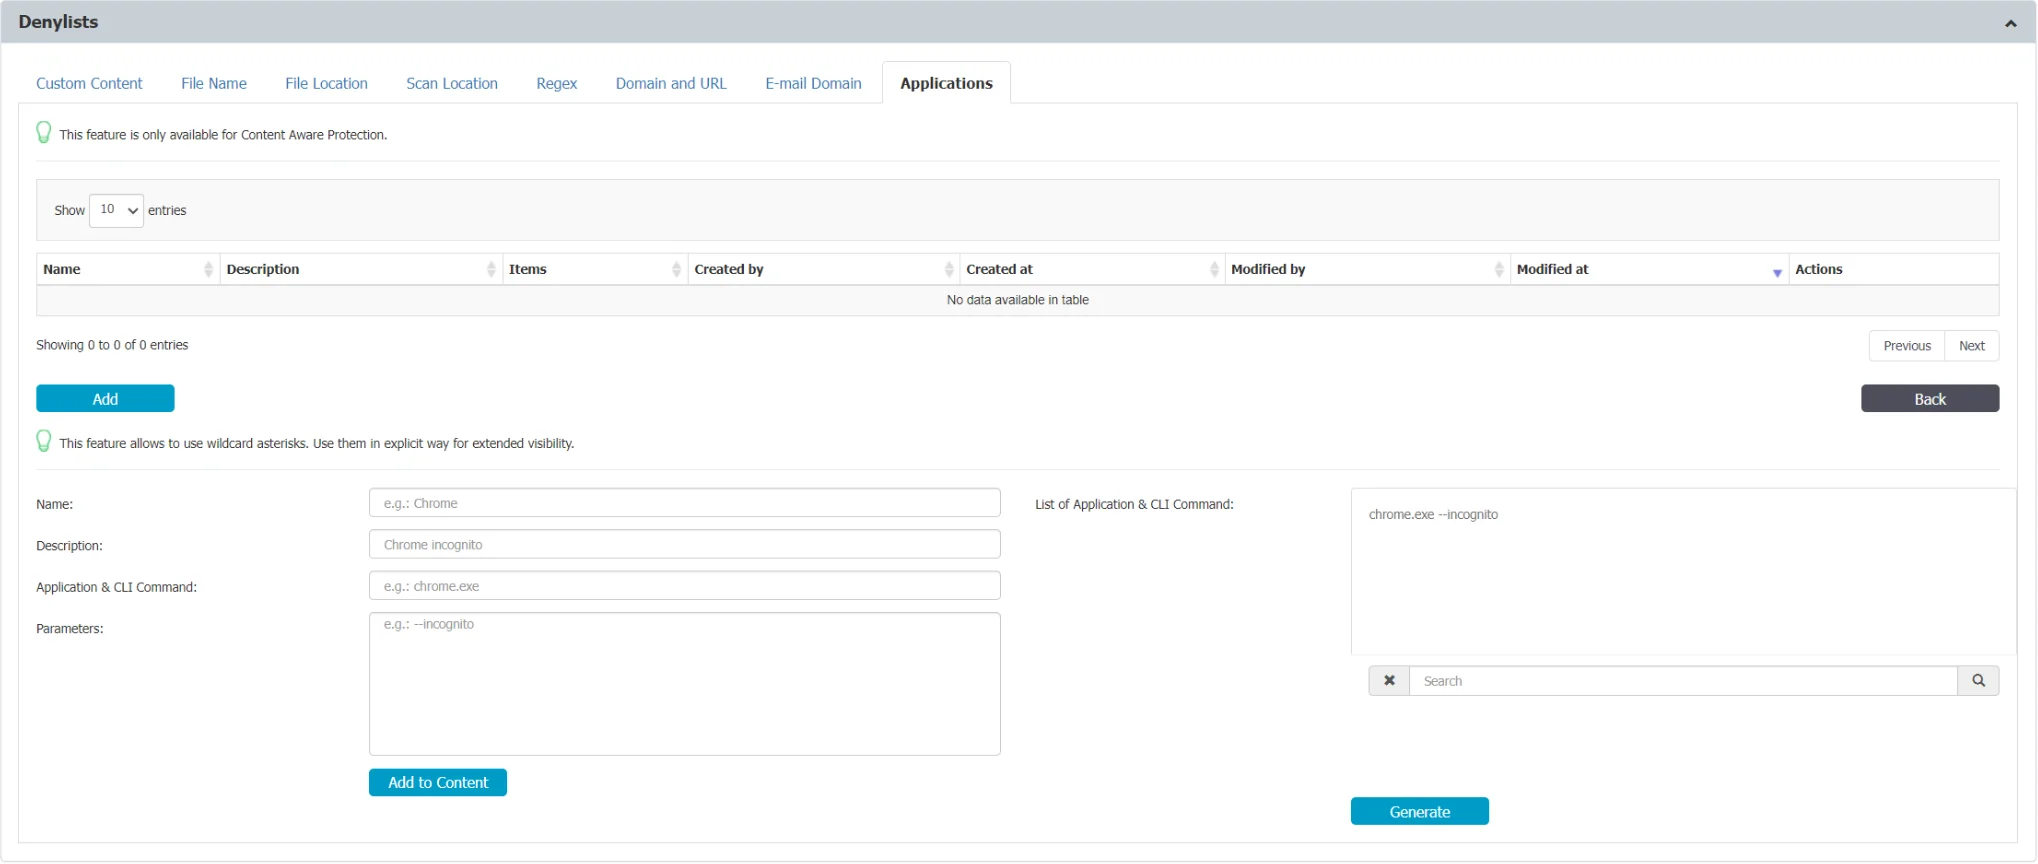 Denylists
Custom Content File Name File Location Scan Location Regex Domain and URL E-mail Domain Applications
This feature is only available for Content Aware Protection.
Show 10 entries
Name Description Items Created by Created at Modified by Modified at Actions
No data available in table
Showing 0 to 0 of 0 entries
Previous Next
Add Back
This feature allows to use wildcard asterisks. Use them in explicit way for extended visibility.
Name: e.g.: Chrome
Description: Chrome incognito
Application & CLI Command: e.g.: chrome.exe
Parameters: e.g.: --incognito
Add to Content
List of Application & CLI Command: chrome.exe --incognito
Search
Generate